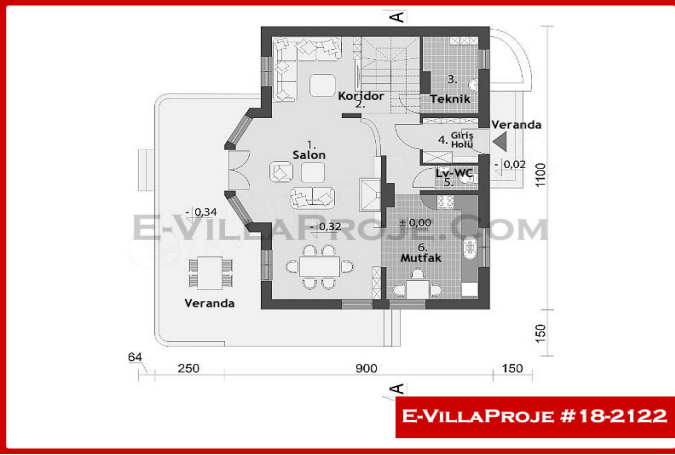 A
3.
Teknik
Koridor
2.
Veranda
4. Giriş
Holü
1.
Salon
- 0,02
Lv-WC
5.
1100
- 0,34
± 0,00
- 0,32
E-VillaProje.Com
6.
Mutfak
Veranda
150
64
250
900
150
A
E-VillaProje #18-2122